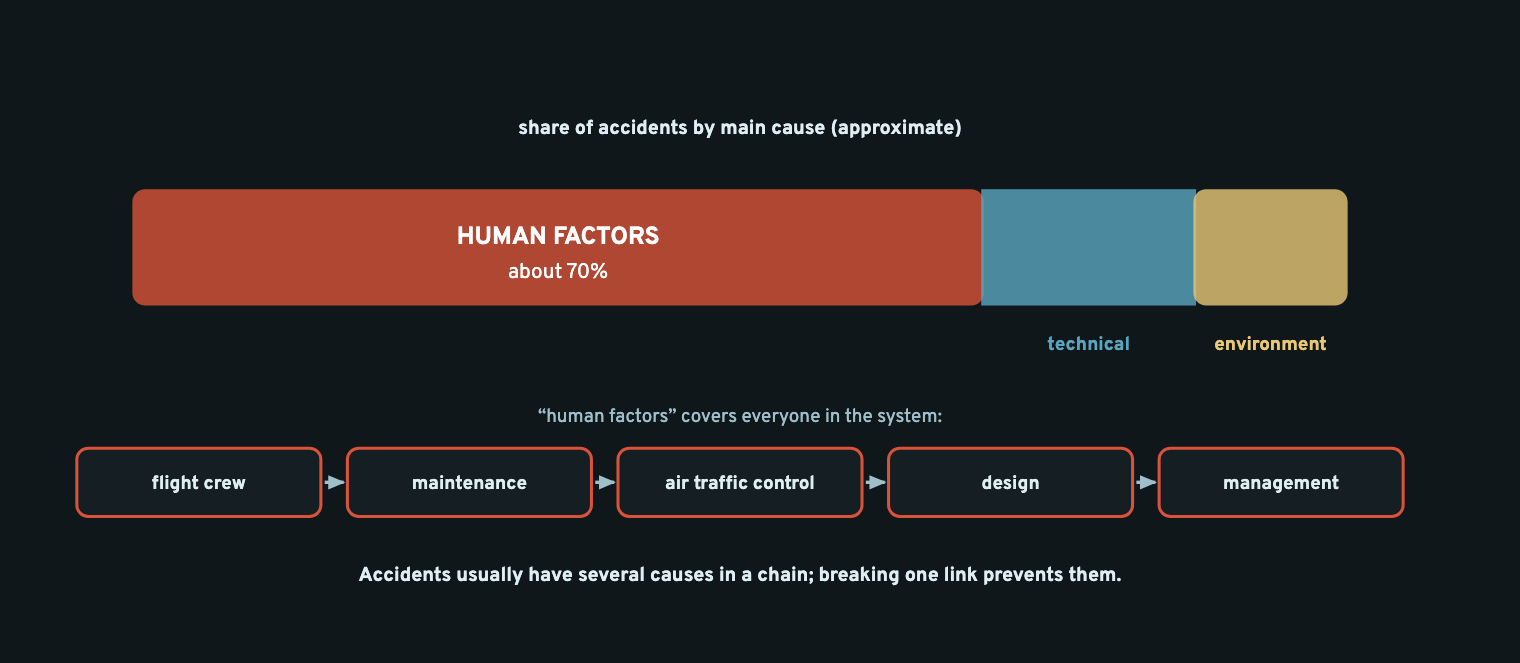 share of accidents by main cause (approximate)
HUMAN FACTORS
about 70%
technical
environment
“human factors” covers everyone in the system:
flight crew
maintenance
air traffic control
design
management
Accidents usually have several causes in a chain; breaking one link prevents them.